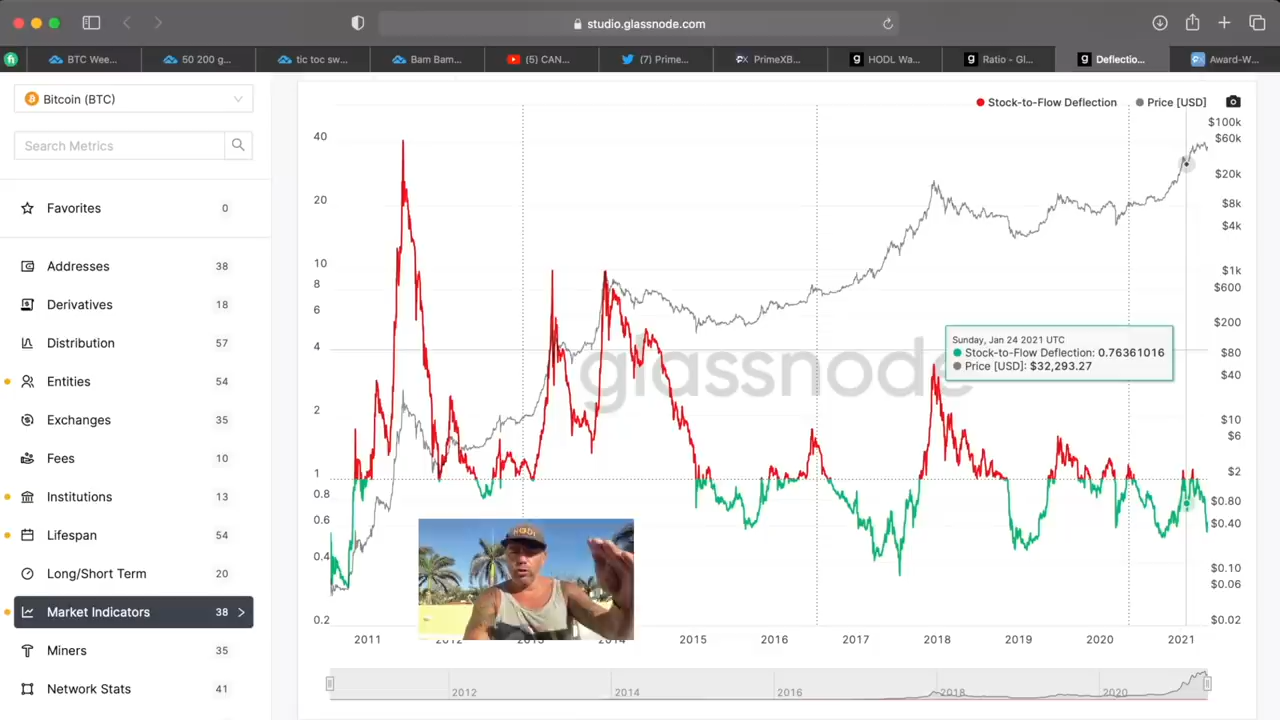 studio.glassnode.com
BTC Wee...
50 200 g...
tic toc sw...
Bam Bam...
(5) CAN...
(7) Prime...
PrimeXB...
HODL Wa...
Ratio - Gl...
Deflectio...
Award-W...
Bitcoin (BTC)
Search Metrics
Favorites 0
Addresses 38
Derivatives 18
Distribution 57
Entities 54
Exchanges 35
Fees 10
Institutions 13
Lifespan 54
Long/Short Term 20
Market Indicators 38
Miners 35
Network Stats 41
Stock-to-Flow Deflection
Price [USD]
40
20
10
8
6
4
2
1
0.8
0.6
0.4
0.2
$100k
$60k
$20k
$8k
$4k
$1k
$600
$200
$80
$40
$10
$6
$2
$0.80
$0.40
$0.10
$0.06
$0.02
glassnode
Sunday, Jan 24 2021 UTC
Stock-to-Flow Deflection: 0.76361016
Price [USD]: $32,293.27
HODL
2011 2012 2013 2014 2015 2016 2017 2018 2019 2020 2021
2012 2014 2016 2018 2020